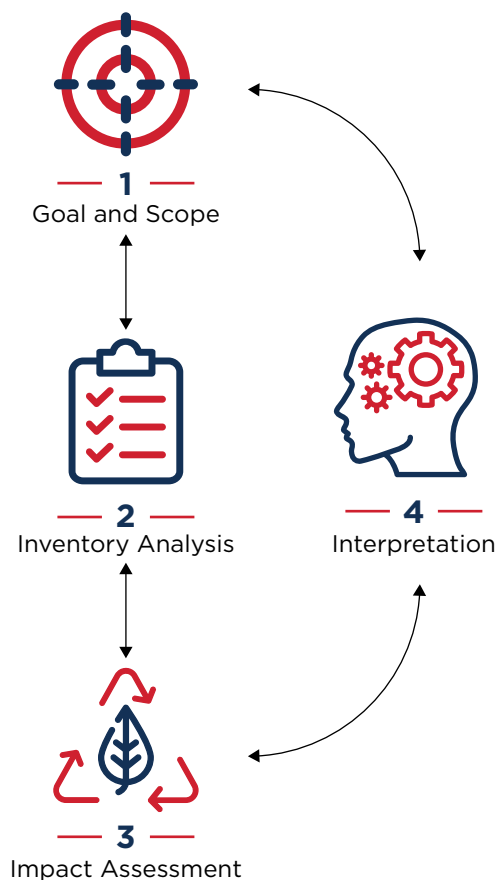 1
Goal and Scope
2
Inventory Analysis
4
Interpretation
3
Impact Assessment